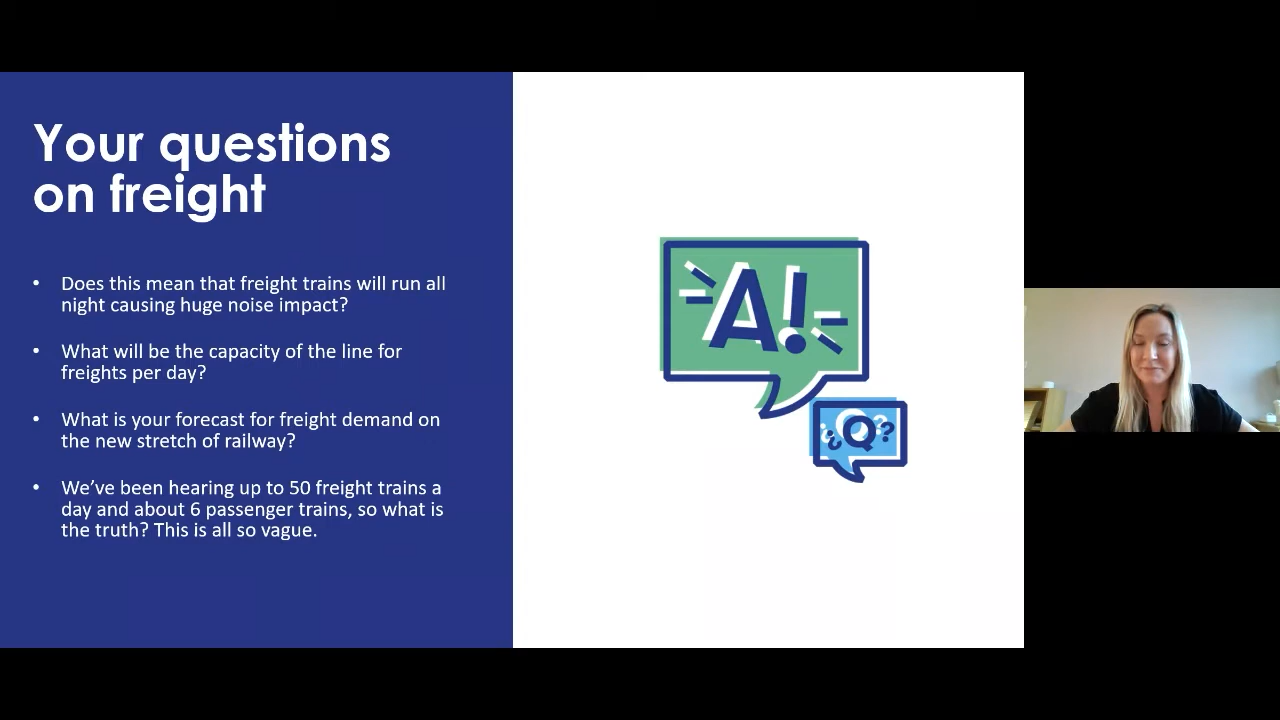 Your questions
on freight
• Does this mean that freight trains will run all
night causing huge noise impact?
• What will be the capacity of the line for
freights per day?
• What is your forecast for freight demand on
the new stretch of railway?
• We’ve been hearing up to 50 freight trains a
day and about 6 passenger trains, so what is
the truth? This is all so vague.
A!
¿¿Q??